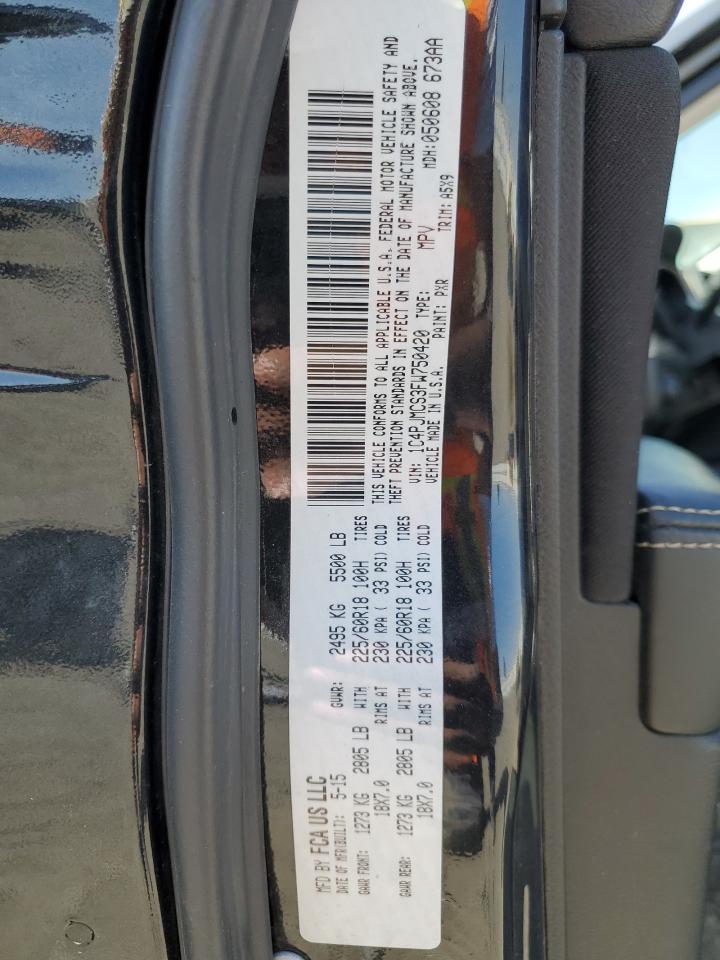 MFD BY FCA US LLC
DATE OF MFR(BUILT): 5-15 GVWR: 2495 KG 5500 LB
GAWR FRONT: 1273 KG 2805 LB WITH 225/60R18 100H TIRES
18X7.0 RIMS AT 230 KPA ( 33 PSI) COLD
GAWR REAR: 1273 KG 2805 LB WITH 225/60R18 100H TIRES
18X7.0 RIMS AT 230 KPA ( 33 PSI) COLD
THIS VEHICLE CONFORMS TO ALL APPLICABLE U.S.A. FEDERAL MOTOR VEHICLE SAFETY AND
THEFT PREVENTION STANDARDS IN EFFECT ON THE DATE OF MANUFACTURE SHOWN ABOVE.
VIN: 1C4PJMCS3FW750420 TYPE: MPV MDH:050608 673AA
VEHICLE MADE IN U.S.A. PAINT: PXR TRIM: A5X9